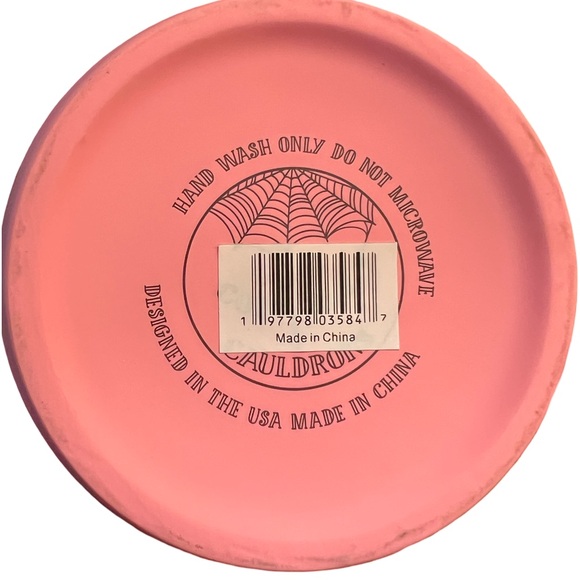 HAND WASH ONLY DO NOT MICROWAVE
1 97798 03584 7
Made in China
CAULDRON
DESIGNED IN THE USA MADE IN CHINA